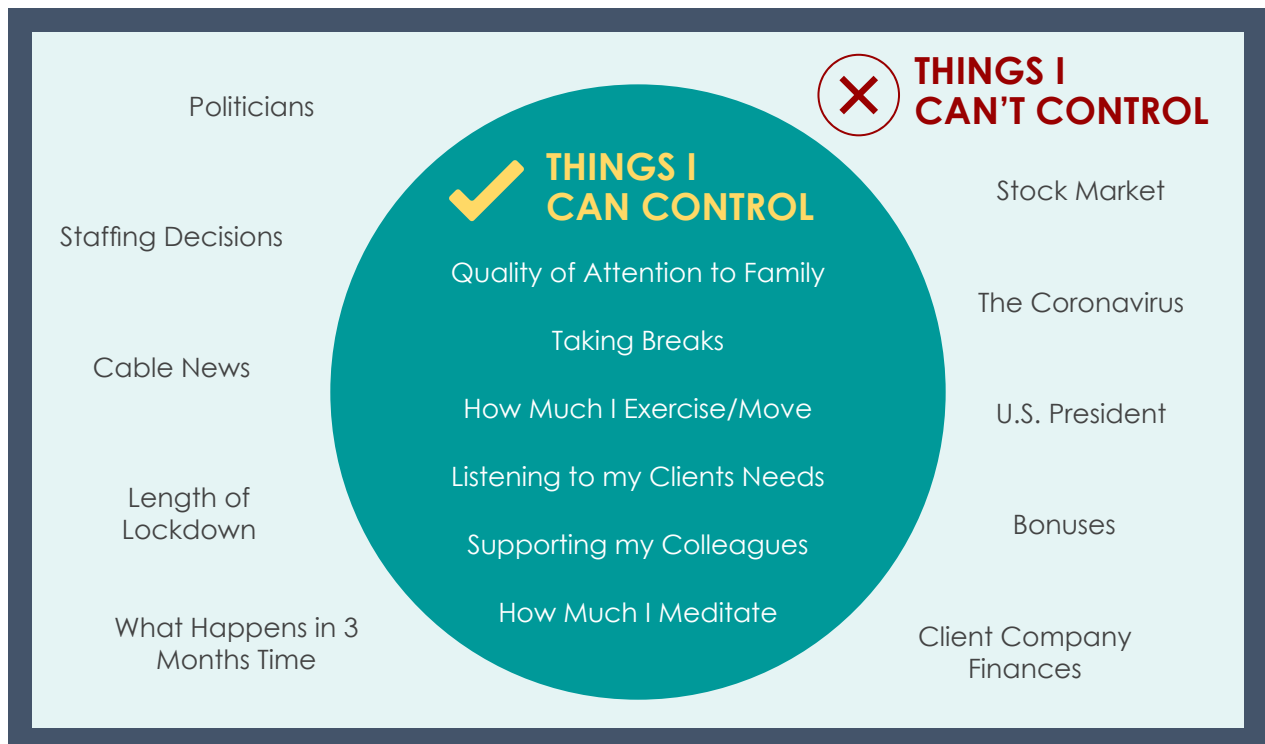 Politicians
Staffing Decisions
Cable News
Length of
Lockdown
What Happens in 3
Months Time
THINGS I
CAN CONTROL
Quality of Attention to Family
Taking Breaks
How Much I Exercise/Move
Listening to my Clients Needs
Supporting my Colleagues
How Much I Meditate
THINGS I
CAN'T CONTROL
Stock Market
The Coronavirus
U.S. President
Bonuses
Client Company
Finances